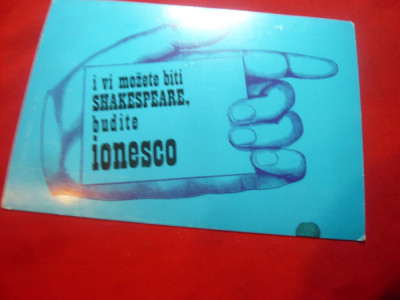 i vi možete biti
SHAKESPEARE,
budite
ionesco